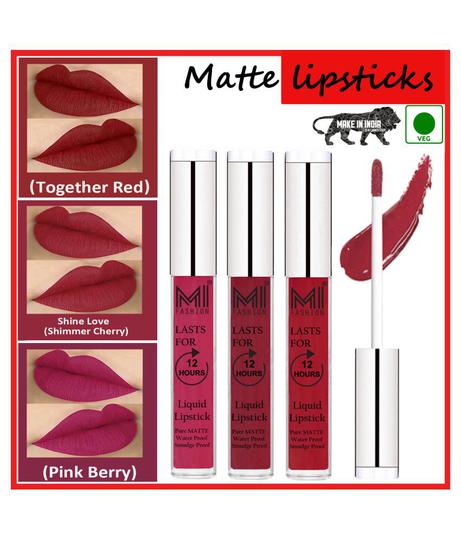 Matte lipsticks
MAKE IN INDIA
VEG
(Together Red)
Shine Love
(Shimmer Cherry)
(Pink Berry)
MI
FASHION
LASTS
FOR
12
HOURS
Liquid
Lipstick
Pure MATTE
Water Proof
Smudge Proof
MI
FASHION
LASTS
FOR
12
HOURS
Liquid
Lipstick
Pure MATTE
Water Proof
Smudge Proof
MI
FASHION
LASTS
FOR
12
HOURS
Liquid
Lipstick
Pure MATTE
Water Proof
Smudge Proof